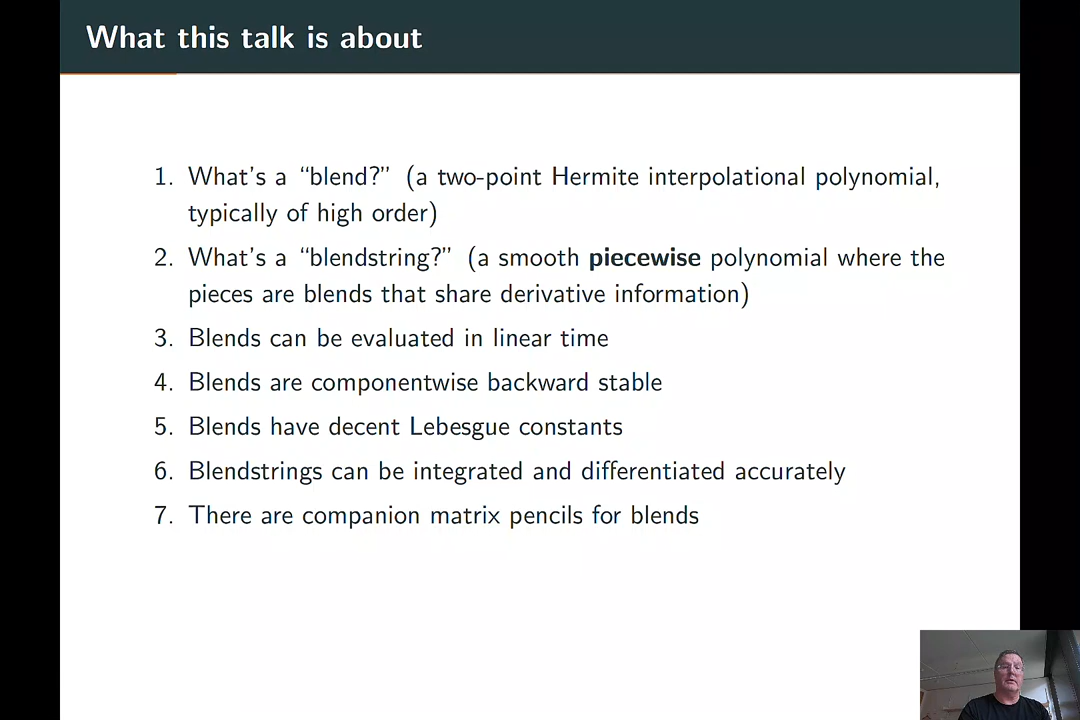 What this talk is about
1. What's a “blend?” (a two-point Hermite interpolational polynomial,
typically of high order)
2. What's a “blendstring?” (a smooth piecewise polynomial where the
pieces are blends that share derivative information)
3. Blends can be evaluated in linear time
4. Blends are componentwise backward stable
5. Blends have decent Lebesgue constants
6. Blendstrings can be integrated and differentiated accurately
7. There are companion matrix pencils for blends